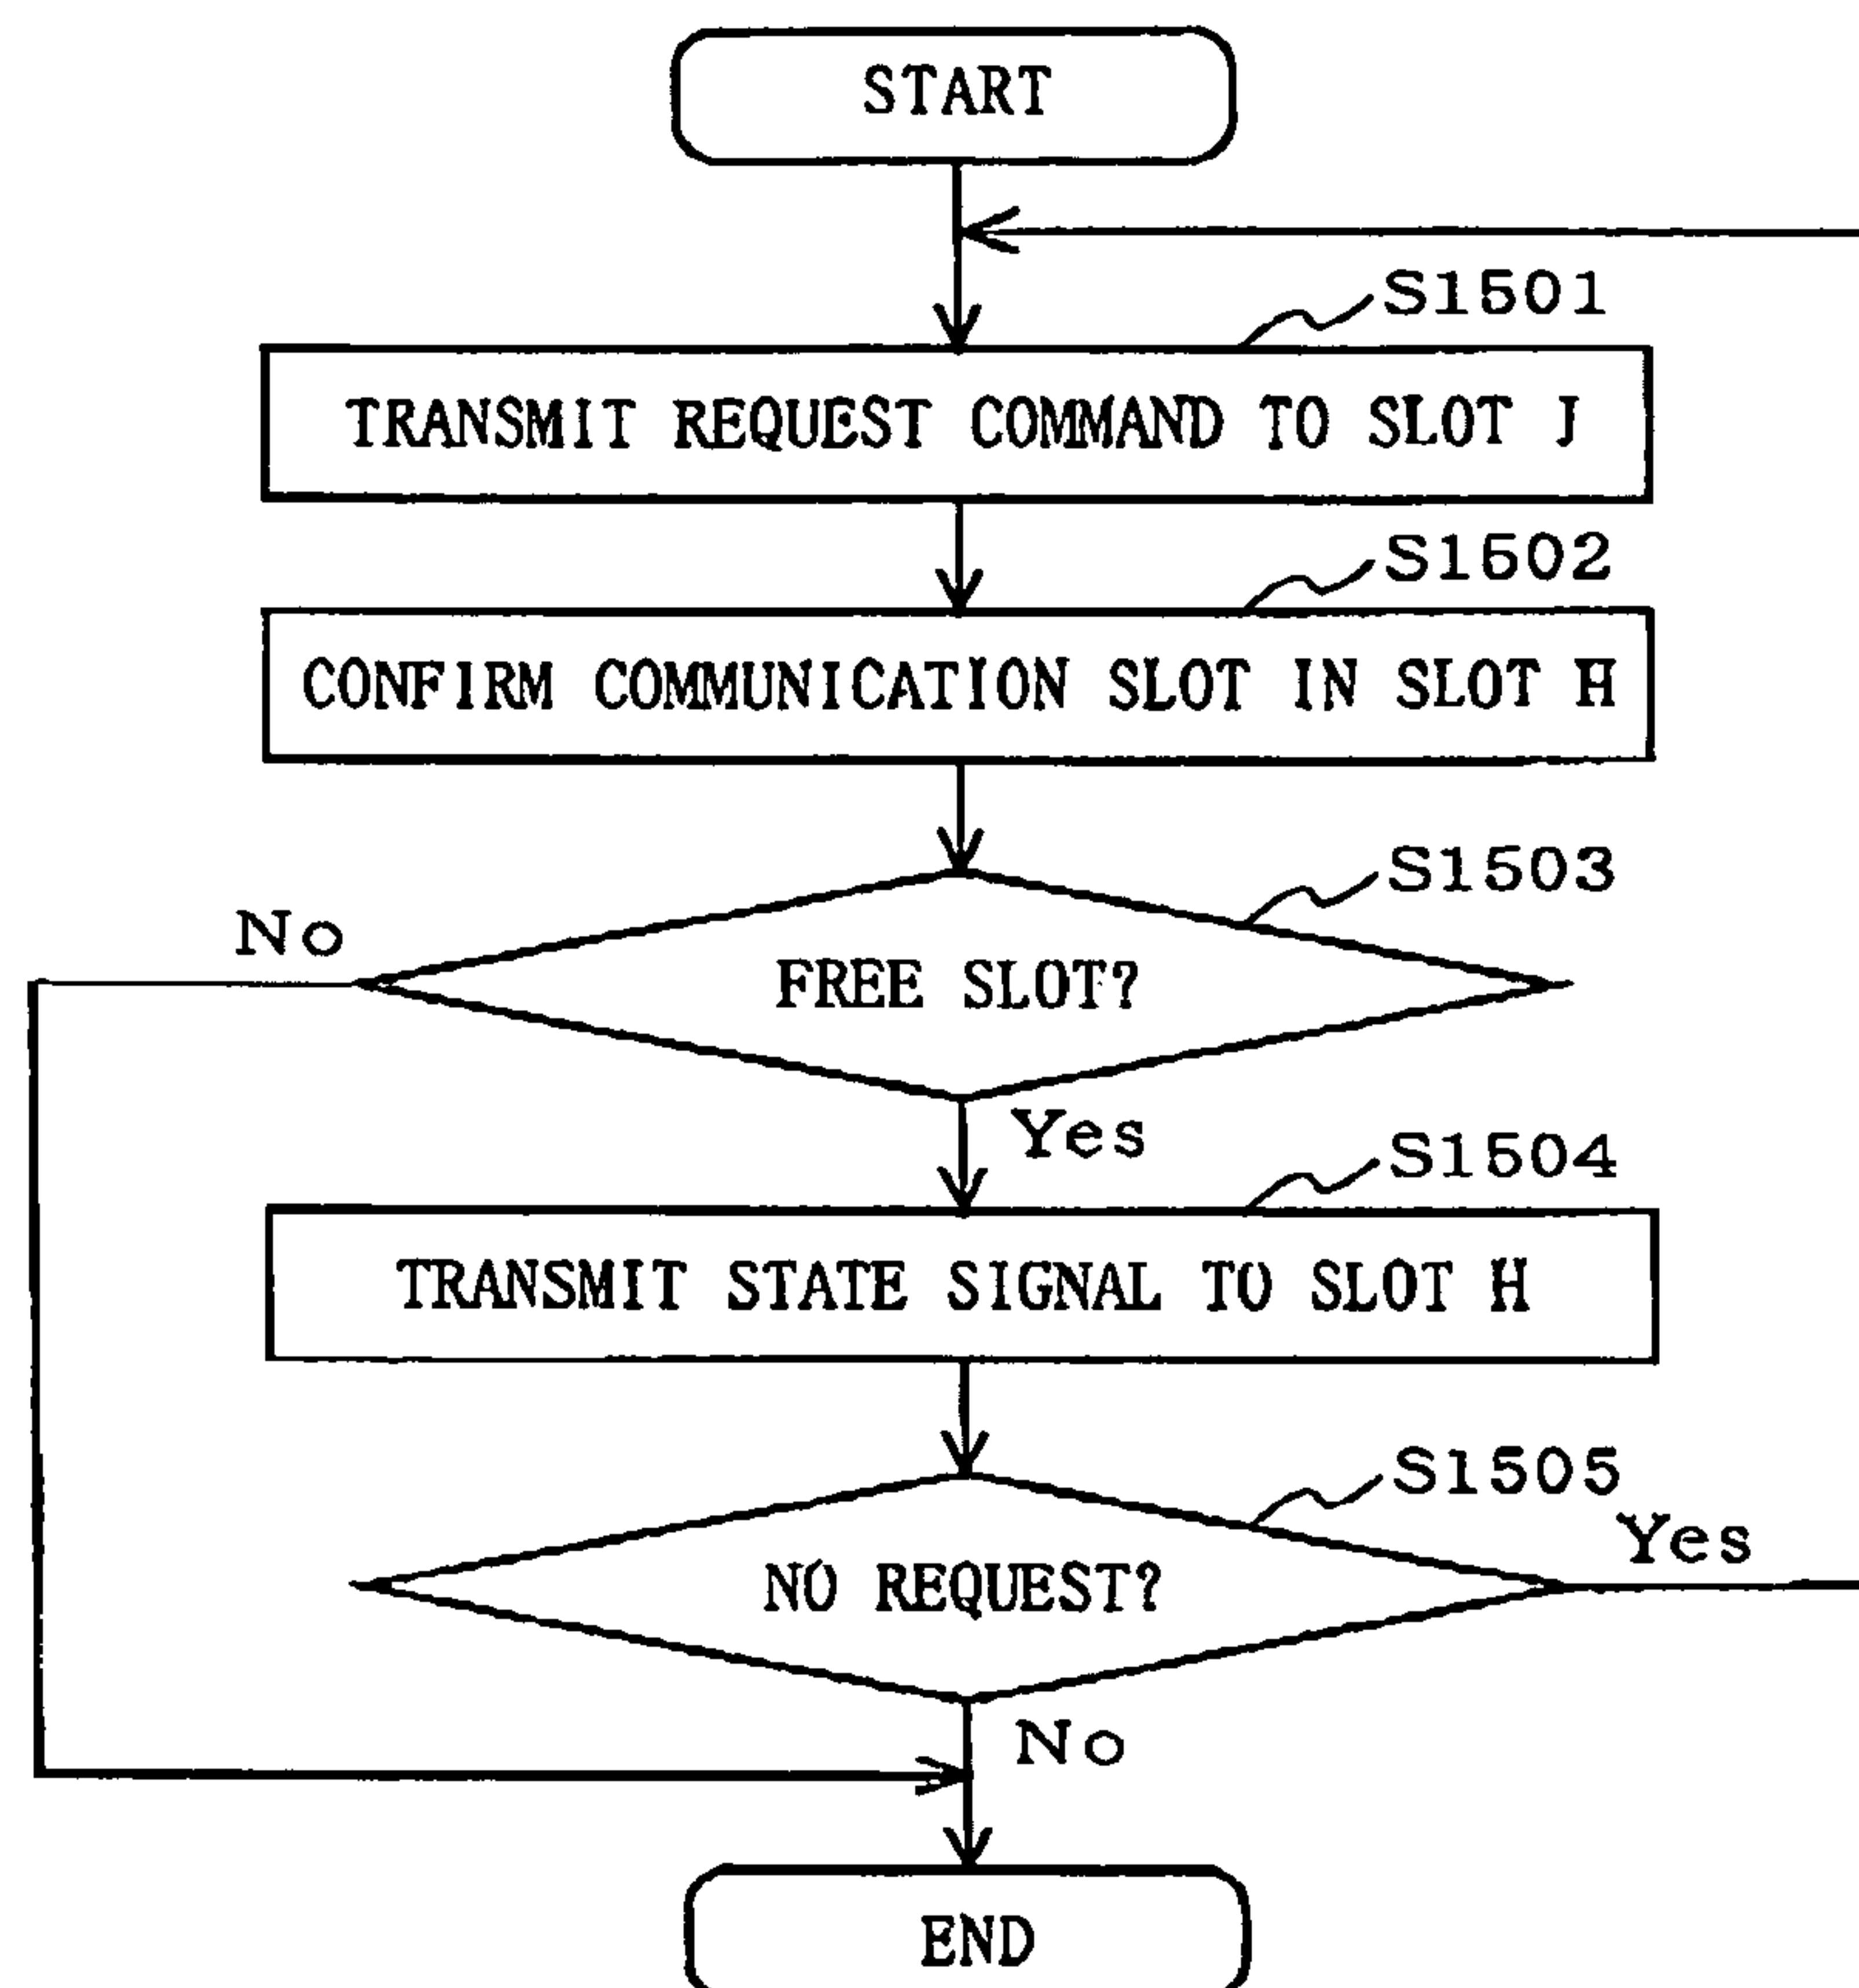 START
S1501
TRANSMIT REQUEST COMMAND TO SLOT J
S1502
CONFIRM COMMUNICATION SLOT IN SLOT H
S1503
No
FREE SLOT?
Yes
S1504
TRANSMIT STATE SIGNAL TO SLOT H
S1505
Yes
NO REQUEST?
No
END